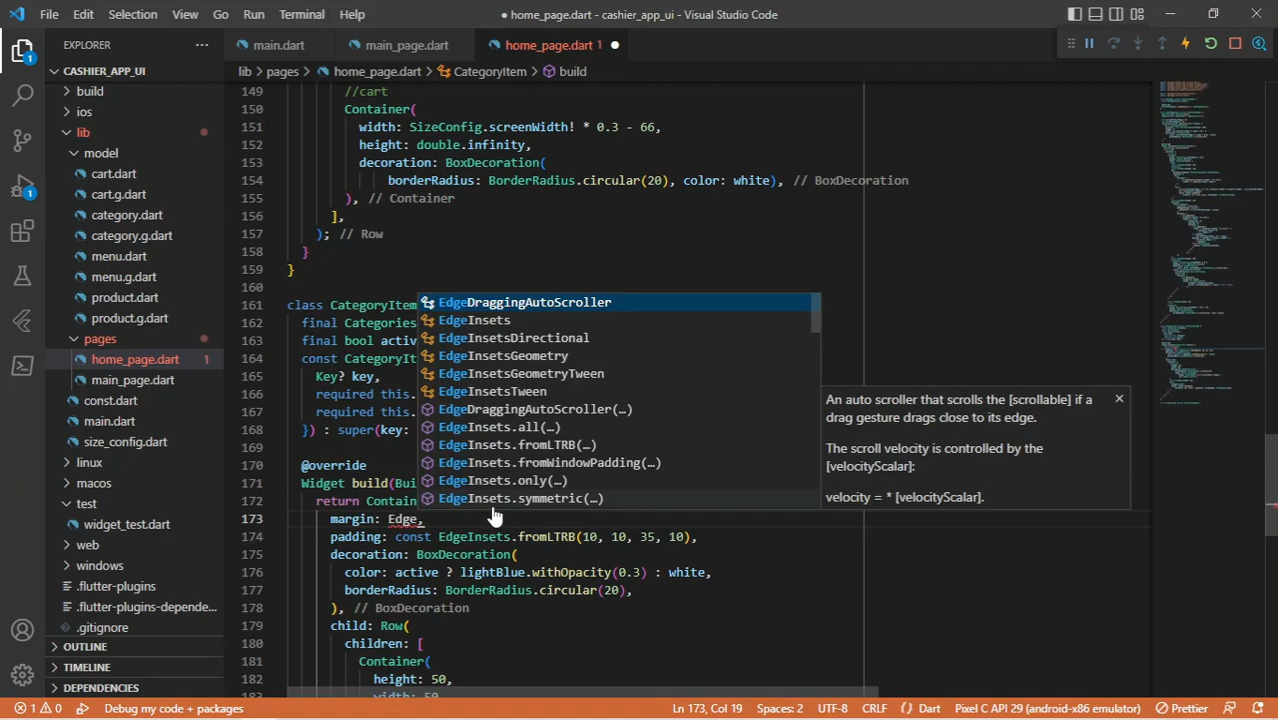 File Edit Selection View Go Run Terminal Help
● home_page.dart - cashier_app_ui - Visual Studio Code
EXPLORER
main.dart
main_page.dart
home_page.dart 1
lib > pages > home_page.dart > CategoryItem > build
CASHIER_APP_UI
build
ios
lib
model
cart.dart
cart.g.dart
category.dart
category.g.dart
menu.dart
menu.g.dart
product.dart
product.g.dart
pages
home_page.dart 1
main_page.dart
const.dart
main.dart
size_config.dart
linux
macos
test
widget_test.dart
web
windows
.flutter-plugins
.flutter-plugins-depende...
.gitignore
OUTLINE
TIMELINE
DEPENDENCIES
1
1
149 //cart
150 Container(
151 width: SizeConfig.screenWidth! * 0.3 - 66,
152 height: double.infinity,
153 decoration: BoxDecoration(
154 borderRadius: BorderRadius.circular(20), color: white), // BoxDecoration
155 ), // Container
156 ],
157 ); // Row
158 }
159 }
160
161 class CategoryItem
162 final Categories
163 final bool activ
164 const CategoryIt
165 Key? key,
166 required this.
167 required this.
168 }) : super(key:
169
170 @override
171 Widget build(Bui
172 return Contain
173 margin: Edge,
174 padding: const EdgeInsets.fromLTRB(10, 10, 35, 10),
175 decoration: BoxDecoration(
176 color: active ? lightBlue.withOpacity(0.3) : white,
177 borderRadius: BorderRadius.circular(20),
178 ), // BoxDecoration
179 child: Row(
180 children: [
181 Container(
182 height: 50,
183 width: 50
EdgeDraggingAutoScroller
EdgeInsets
EdgeInsetsDirectional
EdgeInsetsGeometry
EdgeInsetsGeometryTween
EdgeInsetsTween
EdgeDraggingAutoScroller(…)
EdgeInsets.all(…)
EdgeInsets.fromLTRB(…)
EdgeInsets.fromWindowPadding(…)
EdgeInsets.only(…)
EdgeInsets.symmetric(…)
An auto scroller that scrolls the [scrollable] if a
drag gesture drags close to its edge.
The scroll velocity is controlled by the
[velocityScalar]:
velocity = * [velocityScalar].
1 0 Debug my code + packages
Ln 173, Col 19 Spaces: 2 UTF-8 CRLF Dart Pixel C API 29 (android-x86 emulator) Prettier